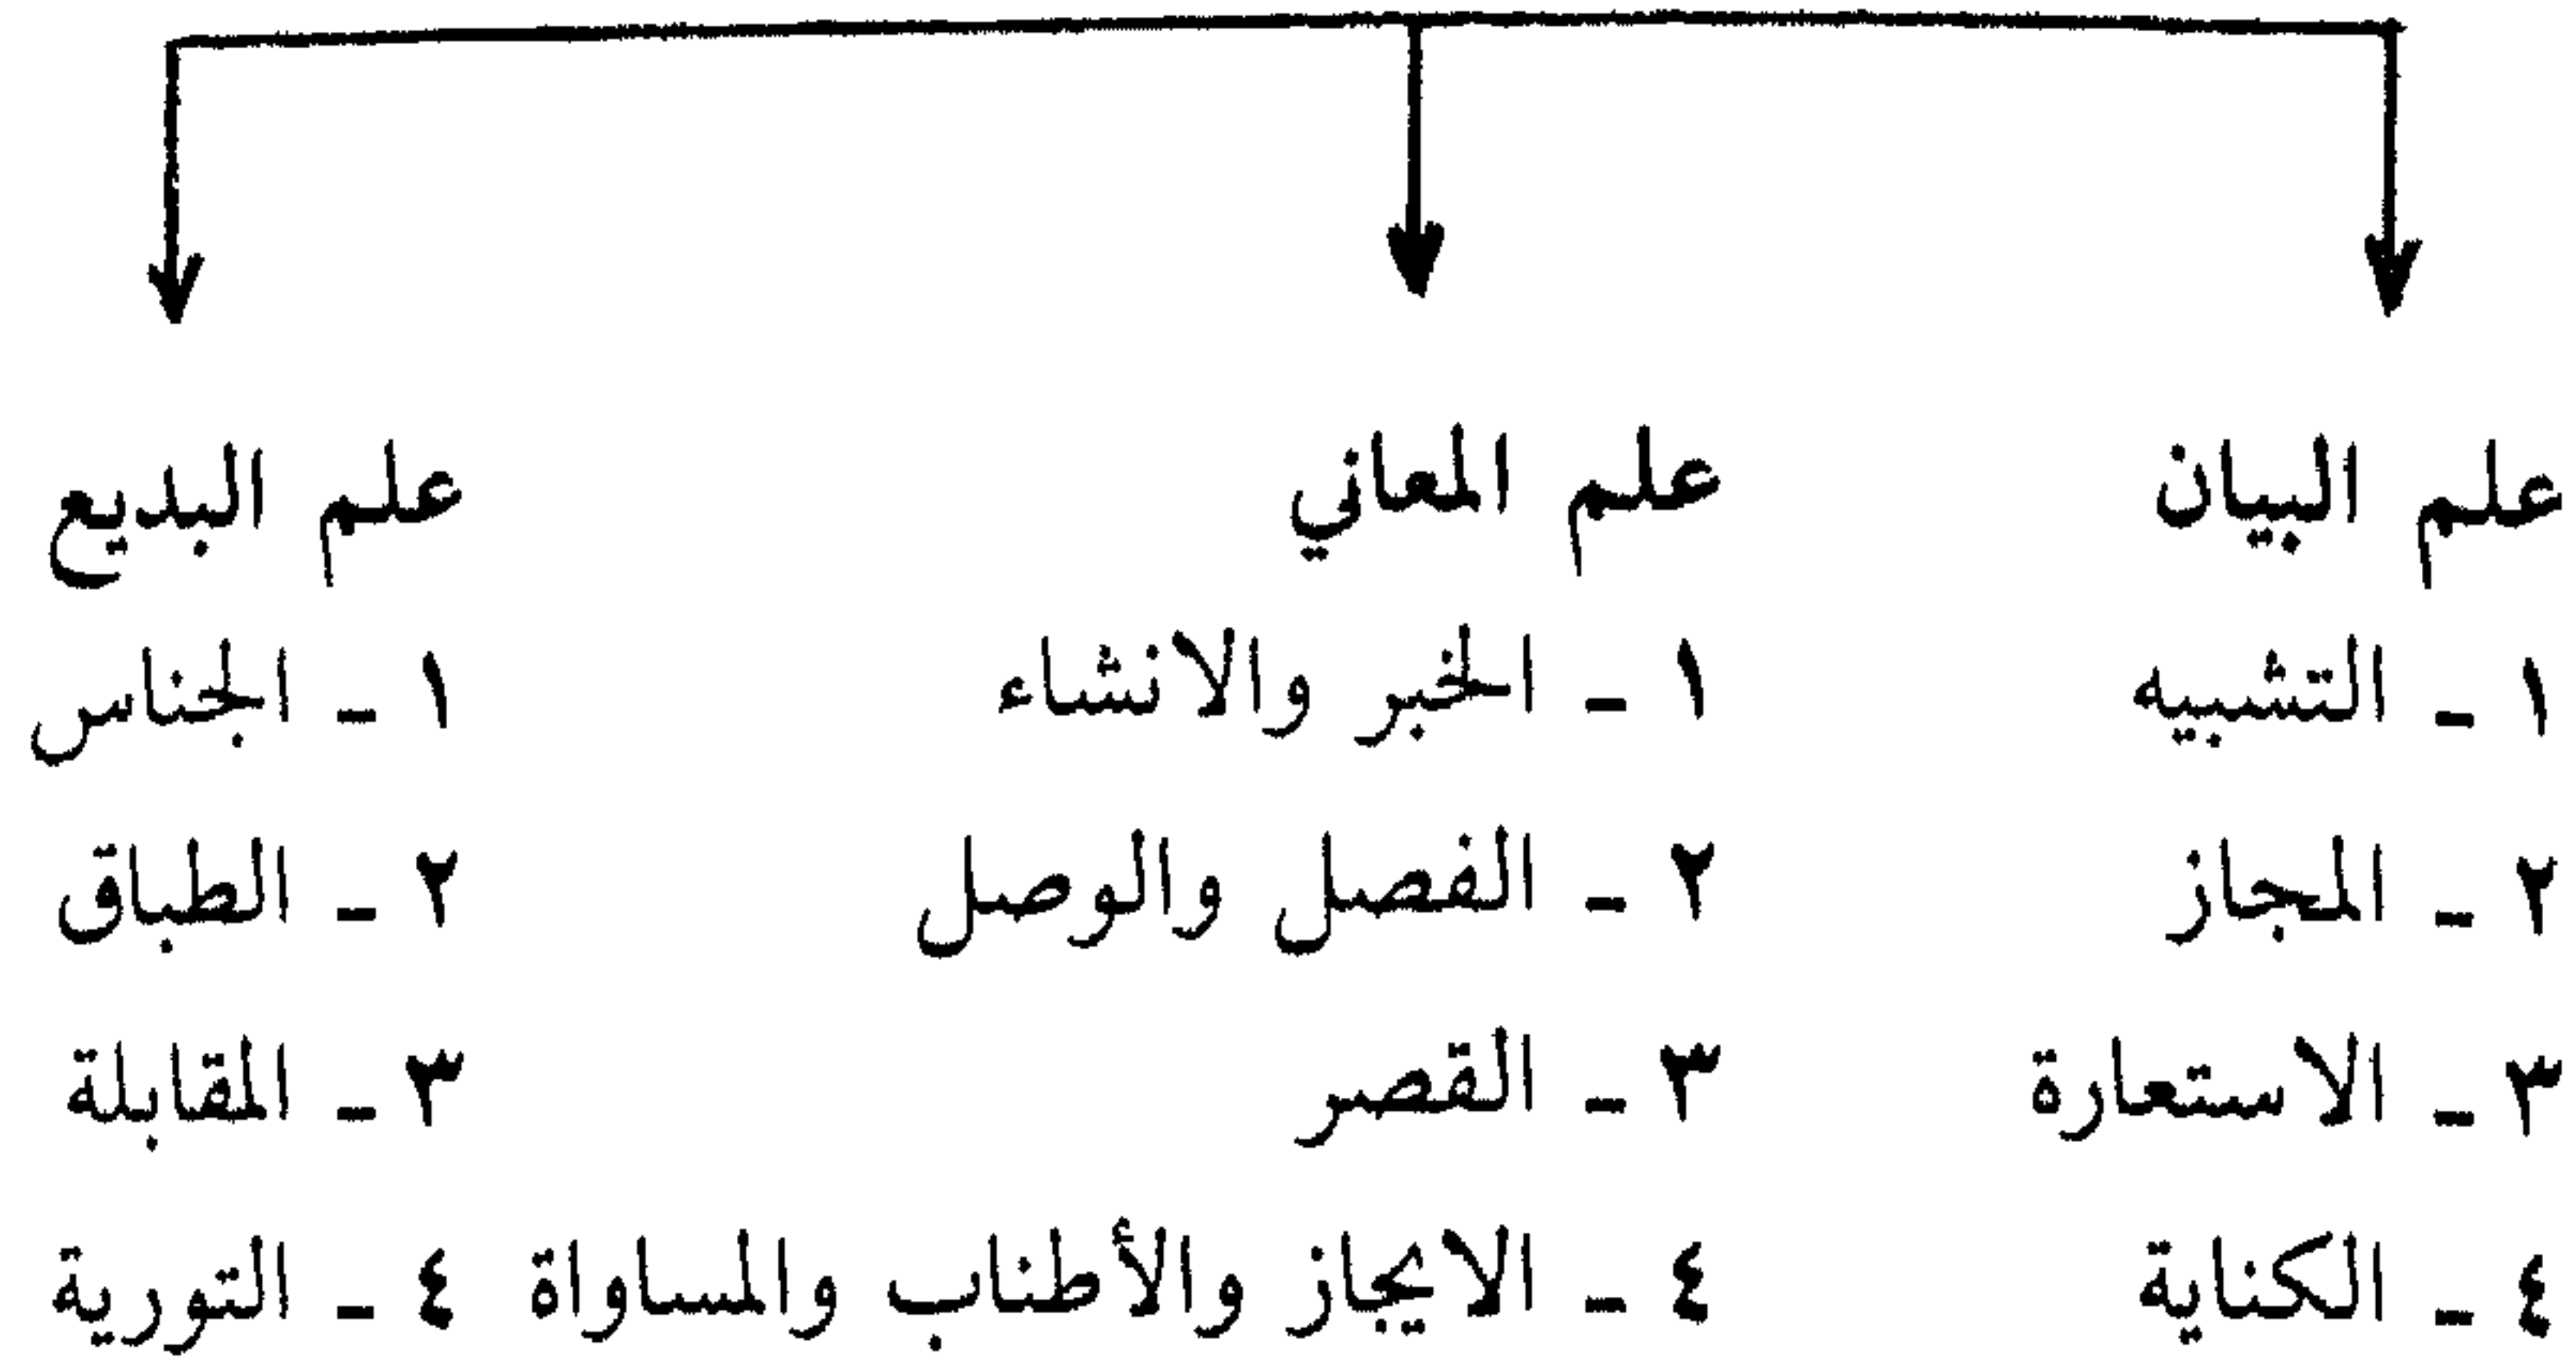 علم البيان علم المعاني علم البديع
١ - التشبيه ١ - الخبر والانشاء ١ - الجناس
٢ - المجاز ٢ - الفصل والوصل ٢ - الطباق
٣ - الاستعارة ٣ - القصر ٣ - المقابلة
٤ - الكناية ٤ - الايجاز والأطناب والمساواة ٤ - التورية